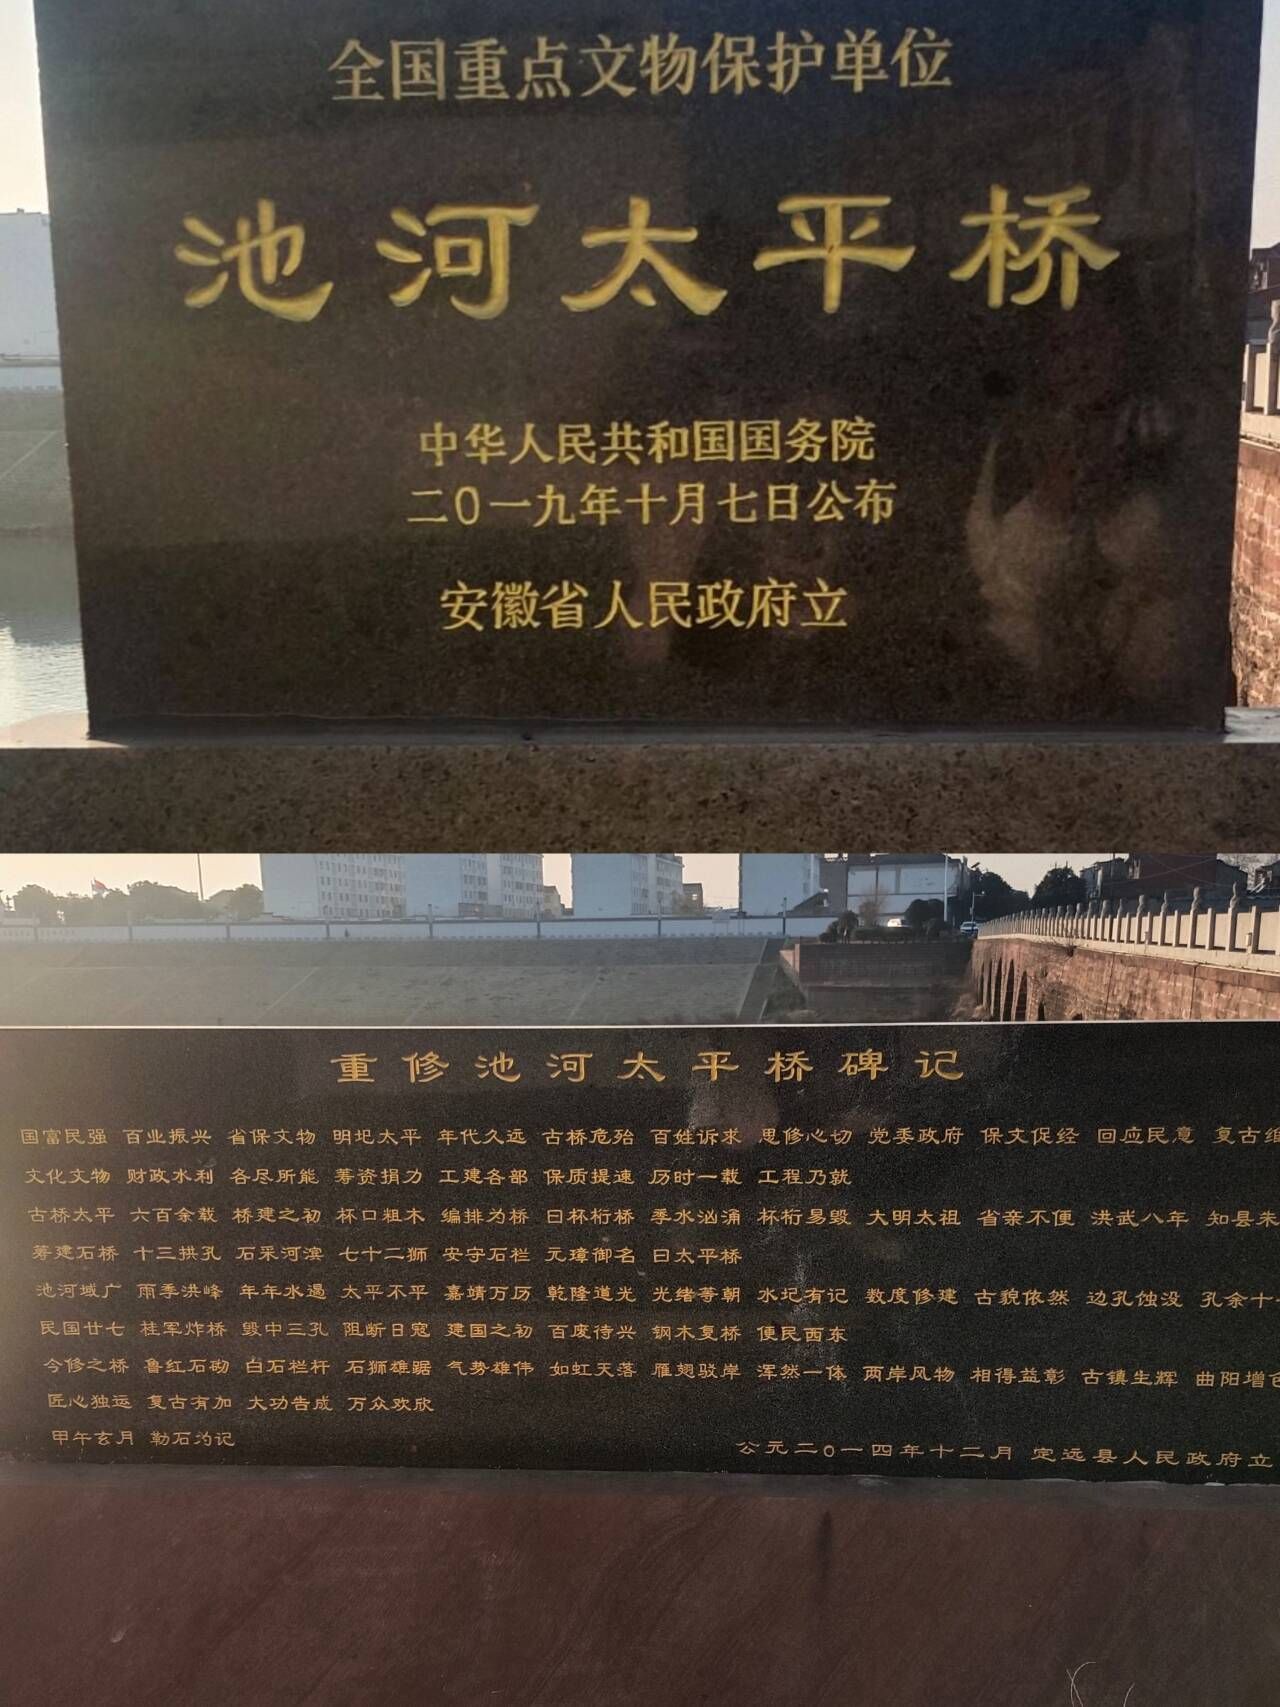 全国重点文物保护单位
池河太平桥
中华人民共和国国务院
二〇一九年十月七日公布
安徽省人民政府立
重修池河太平桥碑记
国富民强 百业振兴 省保文物 明圯太平 年代久远 古桥危殆 百姓诉求 思修心切 党委政府 保文促经 回应民意 复古
文化文物 财政水利 各尽所能 筹资捐力 工建各部 保质提速 历时一载 工程乃就
古桥太平 六百余载 桥建之初 杯口粗木 编排为桥 曰杯桁桥 季水汹涌 杯桁易毁 大明太祖 省亲不便 洪武八年 知县朱
筹建石桥 十三拱孔 石采河滨 七十二狮 安守石栏 元璋御名 曰太平桥
池河域广 雨季洪峰 年年水遏 太平不平 嘉靖万历 乾隆道光 光绪等朝 水圮有记 数度修建 古貌依然 边孔蚀没 孔余十
民国廿七 桂军炸桥 毁中三孔 阻断日寇 建国之初 百废待兴 钢木复桥 便民西东
今修之桥 鲁红石砌 白石栏杆 石狮雄踞 气势雄伟 如虹天落 雁翅驳岸 浑然一体 两岸风物 相得益彰 古镇生辉 曲阳增
匠心独运 复古有加 大功告成 万众欢欣
甲午玄月 勒石为记
公元二〇一四年十二月 定远县人民政府立